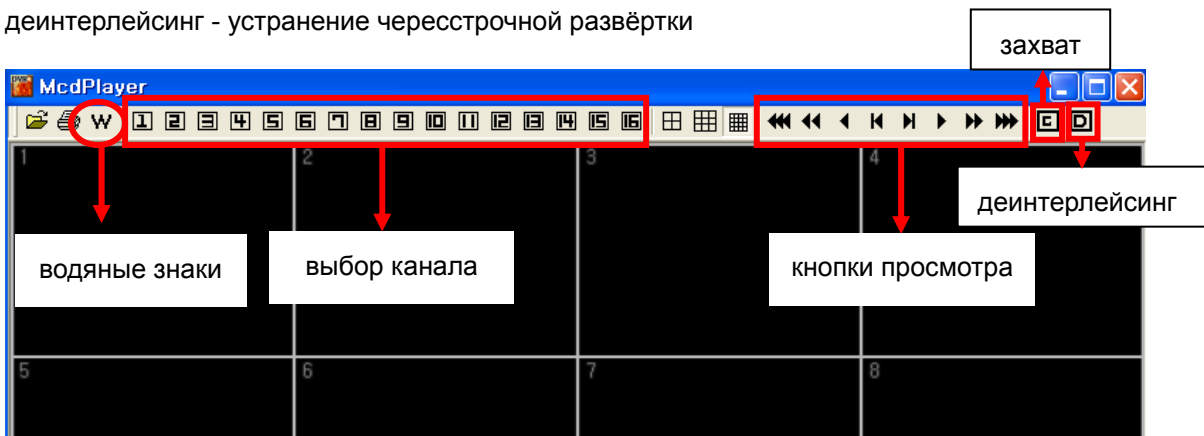 деинтерлейсинг - устранение чересстрочной развёртки
захват
McdPlayer
W 1 2 3 4 5 6 7 8 9 10 11 12 13 14 15 16 C D
1 2 3 4
деинтерлейсинг
водяные знаки выбор канала кнопки просмотра
5 6 7 8